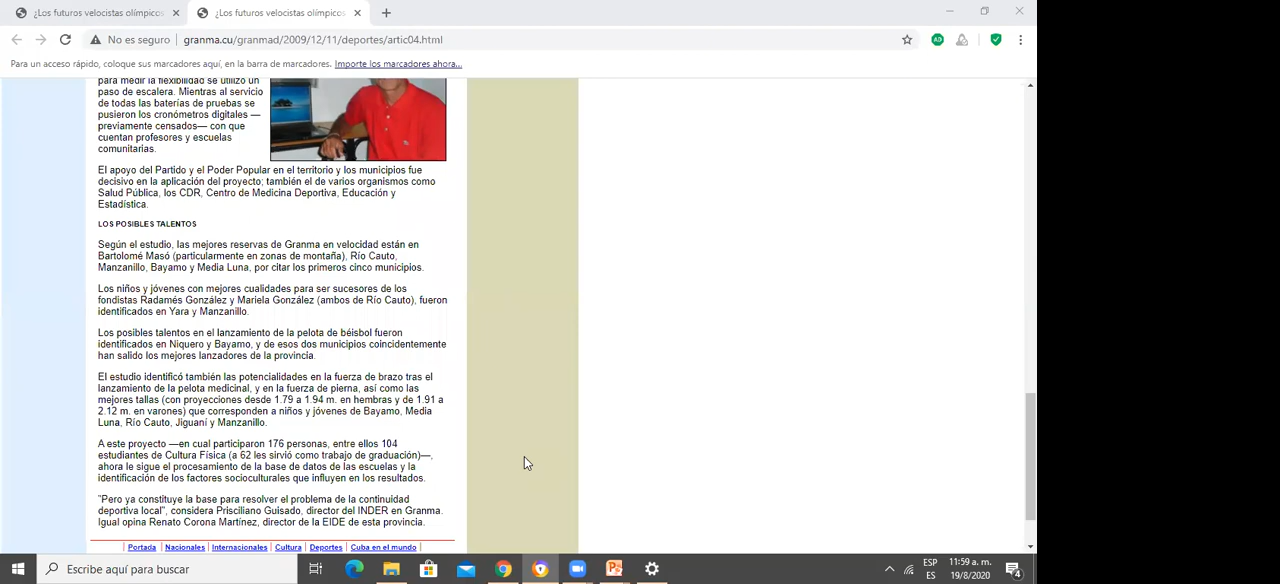 ¿Los futuros velocistas olímpicos
¿Los futuros velocistas olímpicos
No es seguro
granma.cu/granmad/2009/12/11/deportes/artic04.html
Para un acceso rápido, coloque sus marcadores aquí, en la barra de marcadores. Importe los marcadores ahora...
para medir la flexibilidad se utilizó un
paso de escalera. Mientras al servicio
de todas las baterías de pruebas se
pusieron los cronómetros digitales —
previamente censados— con que
cuentan profesores y escuelas
comunitarias.
El apoyo del Partido y el Poder Popular en el territorio y los municipios fue
decisivo en la aplicación del proyecto; también el de varios organismos como
Salud Pública, los CDR, Centro de Medicina Deportiva, Educación y
Estadística.
LOS POSIBLES TALENTOS
Según el estudio, las mejores reservas de Granma en velocidad están en
Bartolomé Masó (particularmente en zonas de montaña), Río Cauto,
Manzanillo, Bayamo y Media Luna, por citar los primeros cinco municipios.
Los niños y jóvenes con mejores cualidades para ser sucesores de los
fondistas Radamés González y Mariela González (ambos de Río Cauto), fueron
identificados en Yara y Manzanillo.
Los posibles talentos en el lanzamiento de la pelota de béisbol fueron
identificados en Niquero y Bayamo, y de esos dos municipios coincidentemente
han salido los mejores lanzadores de la provincia.
El estudio identificó también las potencialidades en la fuerza de brazo tras el
lanzamiento de la pelota medicinal, y en la fuerza de pierna, así como las
mejores tallas (con proyecciones desde 1.79 a 1.94 m. en hembras y de 1.91 a
2.12 m. en varones) que corresponden a niños y jóvenes de Bayamo, Media
Luna, Río Cauto, Jiguaní y Manzanillo.
A este proyecto —en cual participaron 176 personas, entre ellos 104
estudiantes de Cultura Física (a 62 les sirvió como trabajo de graduación)—,
ahora le sigue el procesamiento de la base de datos de las escuelas y la
identificación de los factores socioculturales que influyen en los resultados.
"Pero ya constituye la base para resolver el problema de la continuidad
deportiva local", considera Prisciliano Guisado, director del INDER en Granma.
Igual opina Renato Corona Martínez, director de la EIDE de esta provincia.
| Portada | Nacionales | Internacionales | Cultura | Deportes | Cuba en el mundo |
Escribe aquí para buscar
ESP
ES
11:59 a. m.
19/8/2020
4